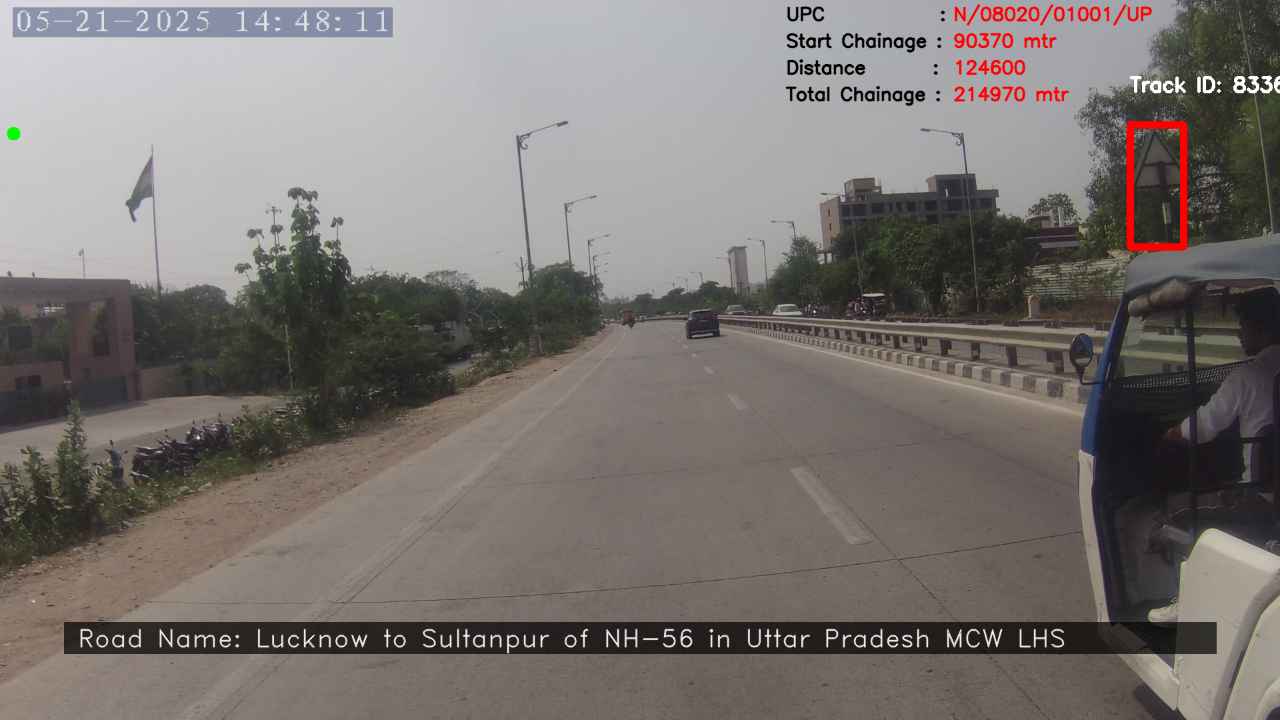 05-21-2025 14:48:11
UPC : N/08020/01001/UP
Start Chainage : 90370 mtr
Distance : 124600
Total Chainage : 214970 mtr
Track ID: 8336
Road Name: Lucknow to Sultanpur of NH-56 in Uttar Pradesh MCW LHS